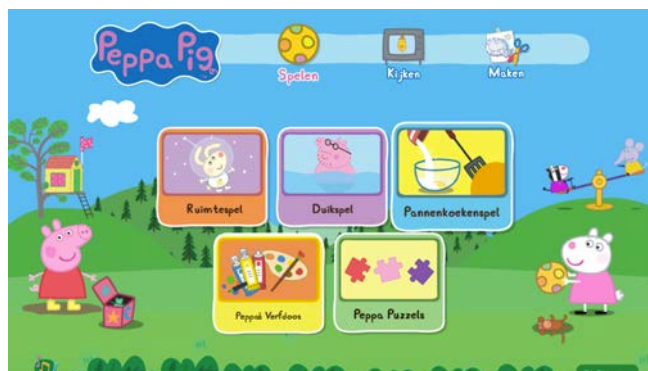 Peppa Pig
Spelen
Kijken
Maken
Ruimtespel
Duikspel
Pannenkoekenspel
Peppa's Verfdoos
Peppa Puzzels